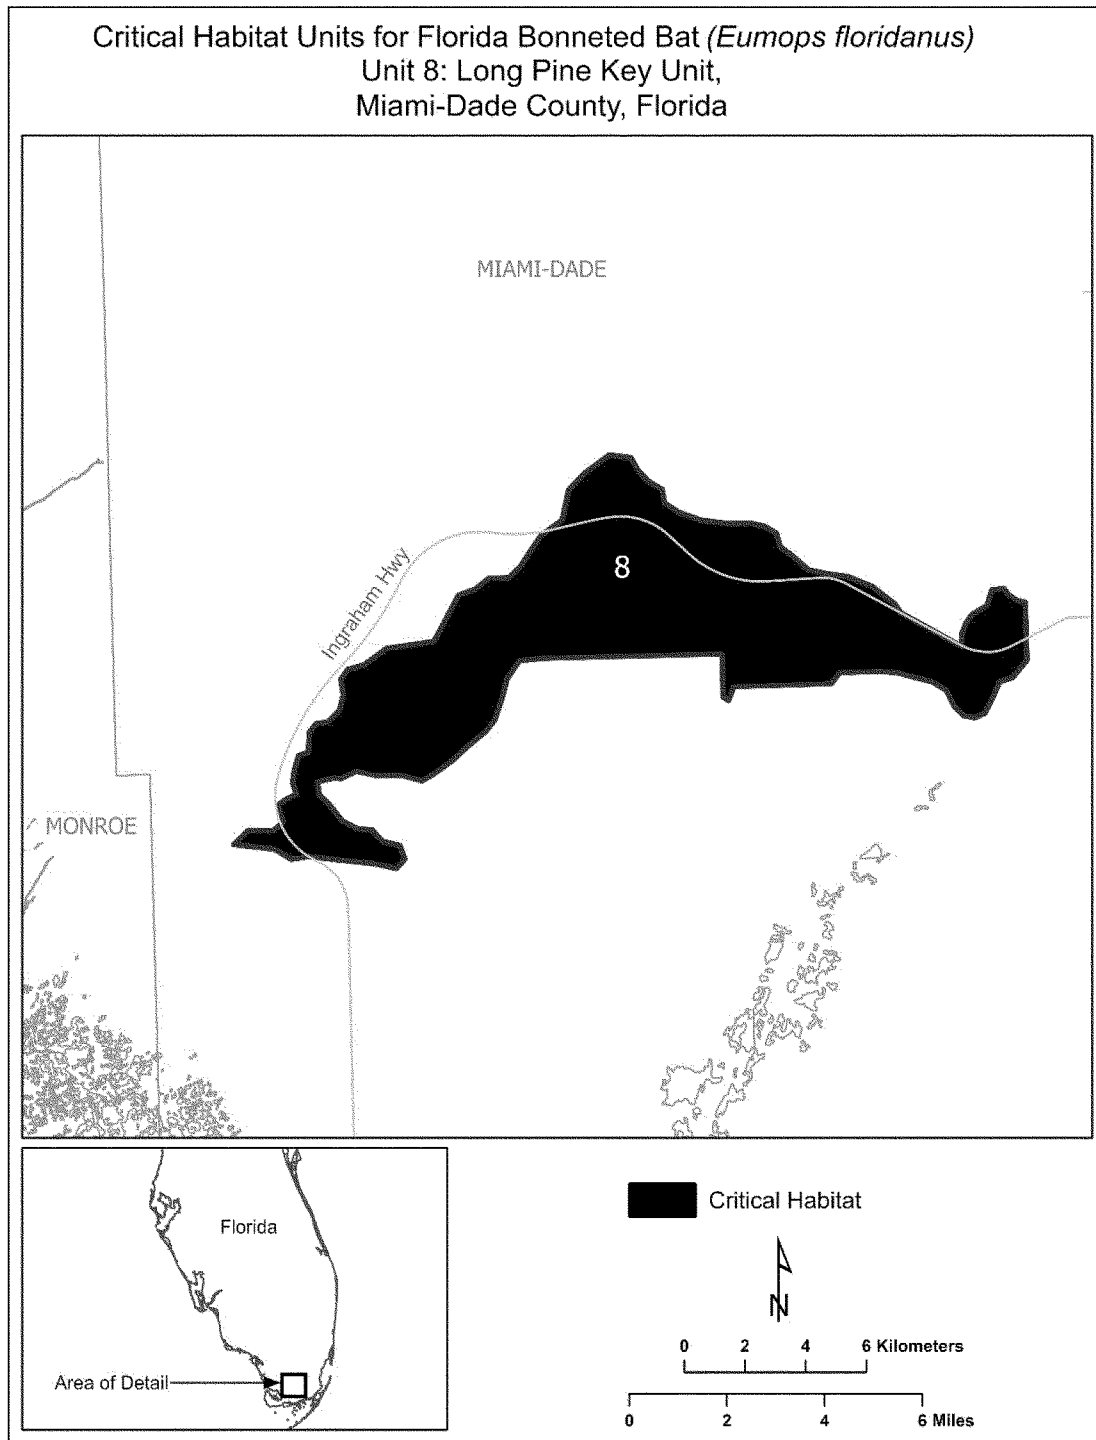 Critical Habitat Units for Florida Bonneted Bat (Eumops floridanus)
Unit 8: Long Pine Key Unit,
Miami-Dade County, Florida
MIAMI-DADE
Ingraham Hwy
8
MONROE
Florida
Area of Detail
Critical Habitat
N
0 2 4 6 Kilometers
0 2 4 6 Miles